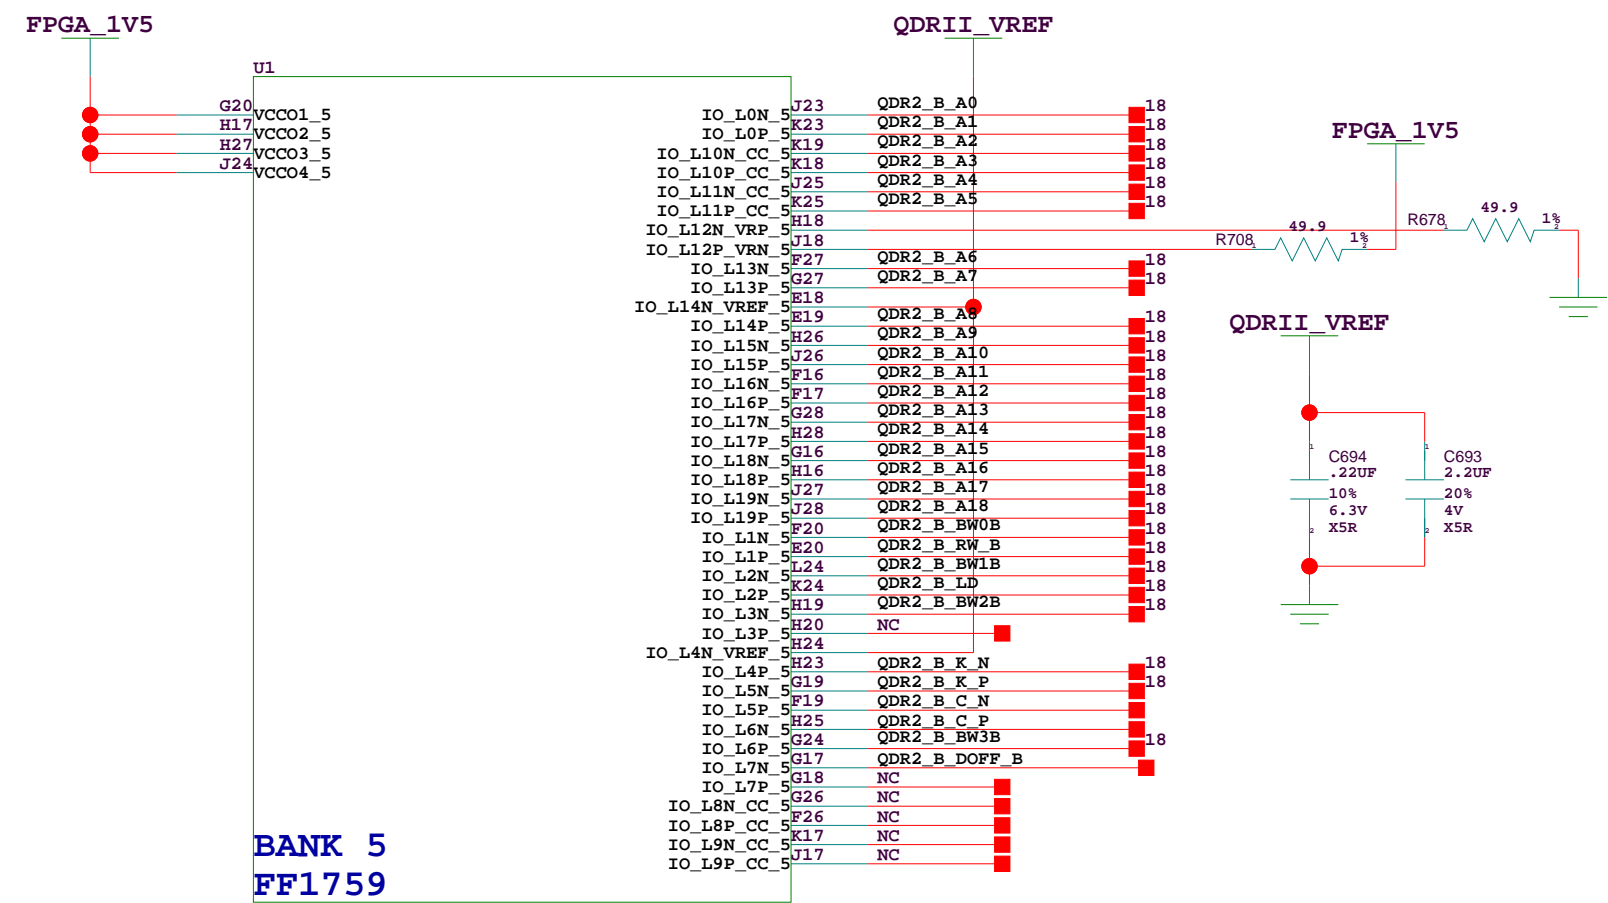 FPGA_1V5
QDRII_VREF
U1
G20 VCCO1_5
H17 VCCO2_5
H27 VCCO3_5
J24 VCCO4_5
IO_L0N_5 J23 QDR2_B_A0 18
IO_L0P_5 K23 QDR2_B_A1 18
IO_L10N_CC_5 K19 QDR2_B_A2 18
IO_L10P_CC_5 K18 QDR2_B_A3 18
IO_L11N_CC_5 J25 QDR2_B_A4 18
IO_L11P_CC_5 K25 QDR2_B_A5 18
IO_L12N_VRP_5 H18
IO_L12P_VRN_5 J18
IO_L13N_5 F27 QDR2_B_A6 18
IO_L13P_5 G27 QDR2_B_A7 18
IO_L14N_VREF_5 E18
IO_L14P_5 E19 QDR2_B_A8 18
IO_L15N_5 H26 QDR2_B_A9 18
IO_L15P_5 J26 QDR2_B_A10 18
IO_L16N_5 F16 QDR2_B_A11 18
IO_L16P_5 F17 QDR2_B_A12 18
IO_L17N_5 G28 QDR2_B_A13 18
IO_L17P_5 H28 QDR2_B_A14 18
IO_L18N_5 G16 QDR2_B_A15 18
IO_L18P_5 H16 QDR2_B_A16 18
IO_L19N_5 J27 QDR2_B_A17 18
IO_L19P_5 J28 QDR2_B_A18 18
IO_L1N_5 F20 QDR2_B_BW0B 18
IO_L1P_5 E20 QDR2_B_RW_B 18
IO_L2N_5 L24 QDR2_B_BW1B 18
IO_L2P_5 K24 QDR2_B_LD 18
IO_L3N_5 H19 QDR2_B_BW2B 18
IO_L3P_5 H20 NC
IO_L4N_VREF_5 H24
IO_L4P_5 H23 QDR2_B_K_N 18
IO_L5N_5 G19 QDR2_B_K_P 18
IO_L5P_5 F19 QDR2_B_C_N
IO_L6N_5 H25 QDR2_B_C_P
IO_L6P_5 G24 QDR2_B_BW3B 18
IO_L7N_5 G17 QDR2_B_DOFF_B
IO_L7P_5 G18 NC
IO_L8N_CC_5 G26 NC
IO_L8P_CC_5 F26 NC
IO_L9N_CC_5 K17 NC
IO_L9P_CC_5 J17 NC
BANK 5
FF1759
FPGA_1V5
R708 1 49.9 1% 2
R678 1 49.9 1% 2
QDRII_VREF
1
C694
.22UF
10%
6.3V
2 X5R
1
C693
2.2UF
20%
4V
2 X5R